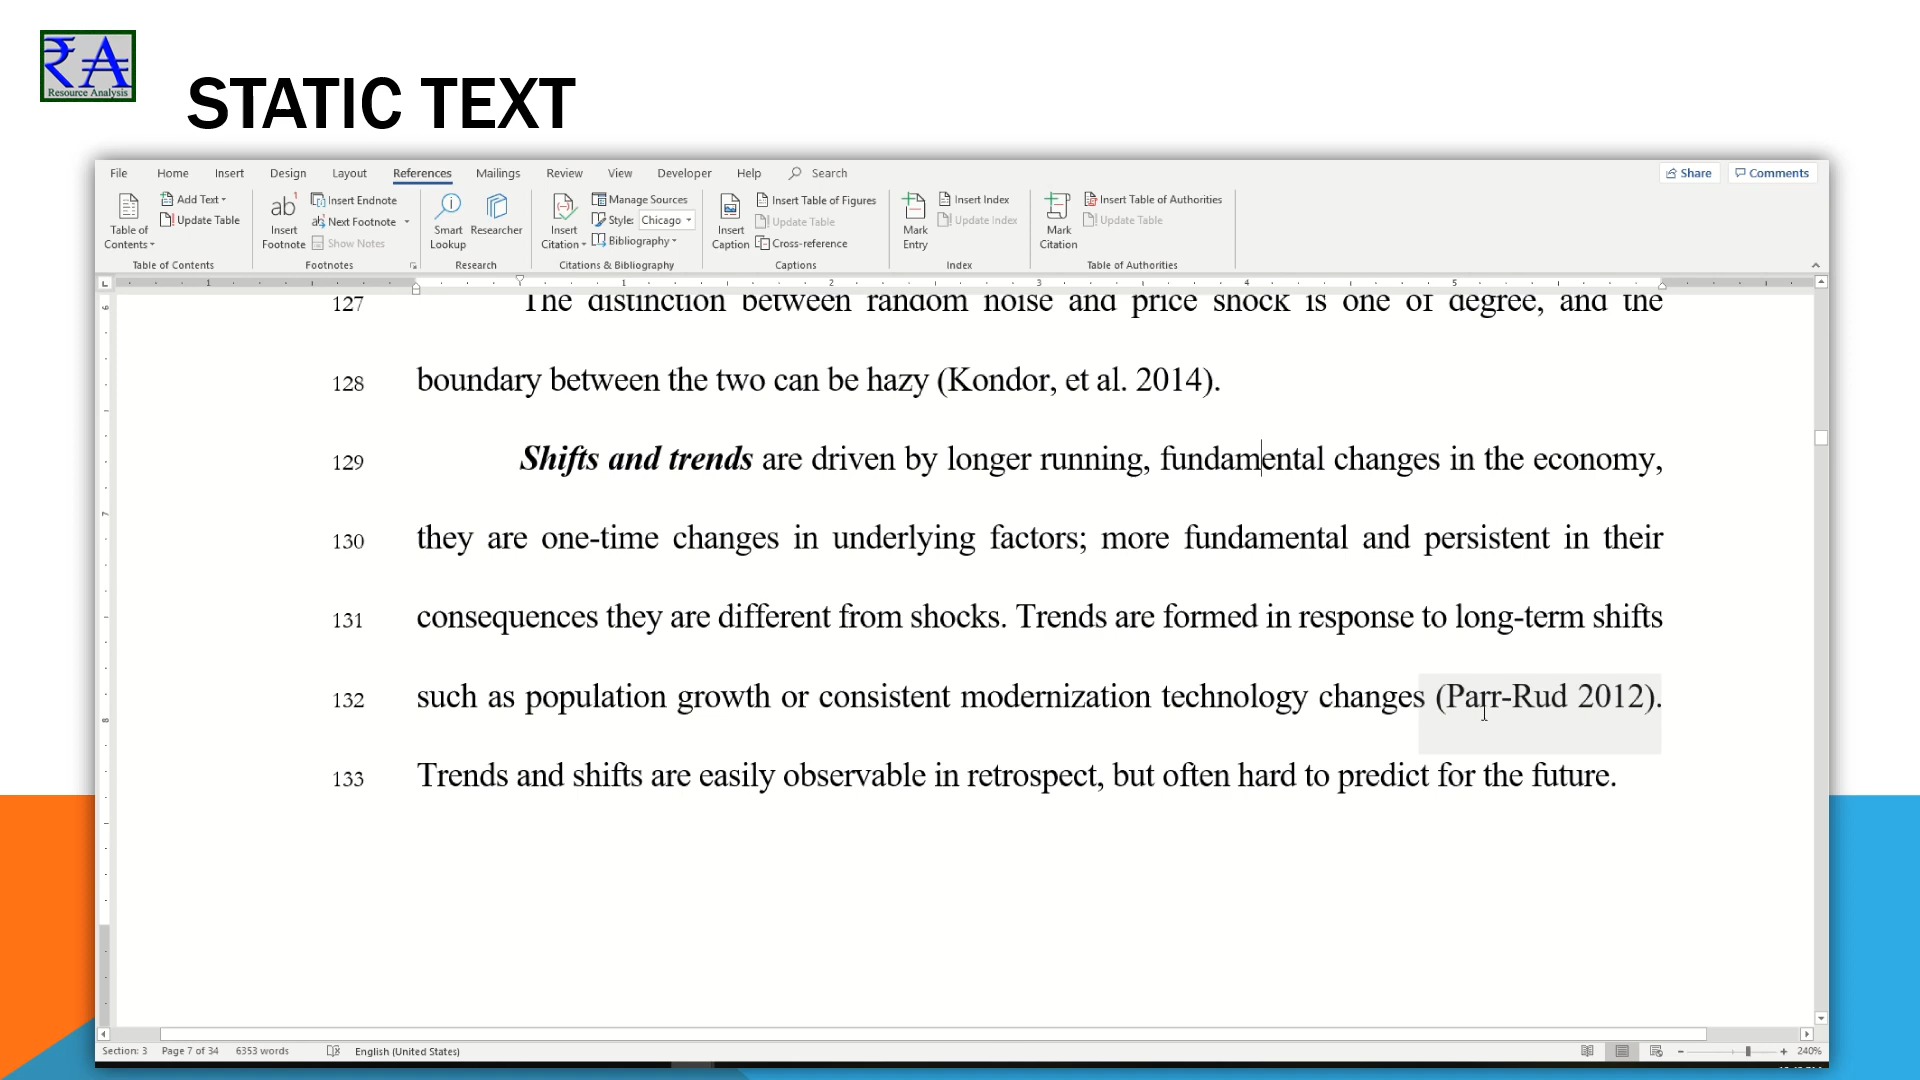 ₹A
Resource Analysis
STATIC TEXT
File Home Insert Design Layout References Mailings Review View Developer Help Search Share Comments
Table of Contents
Add Text
Update Table
Table of Contents
ab Insert Footnote
Insert Endnote
Next Footnote
Show Notes
Footnotes
Smart Lookup
Researcher
Research
Insert Citation
Manage Sources
Style: Chicago
Bibliography
Citations & Bibliography
Insert Caption
Insert Table of Figures
Update Table
Cross-reference
Captions
Mark Entry
Insert Index
Update Index
Index
Mark Citation
Insert Table of Authorities
Update Table
Table of Authorities
1 1 2 3 4 5
127 The distinction between random noise and price shock is one of degree, and the
128 boundary between the two can be hazy (Kondor, et al. 2014).
129 Shifts and trends are driven by longer running, fundamental changes in the economy,
130 they are one-time changes in underlying factors; more fundamental and persistent in their
131 consequences they are different from shocks. Trends are formed in response to long-term shifts
132 such as population growth or consistent modernization technology changes (Parr-Rud 2012).
133 Trends and shifts are easily observable in retrospect, but often hard to predict for the future.
Section: 3 Page 7 of 34 6353 words English (United States) 240%